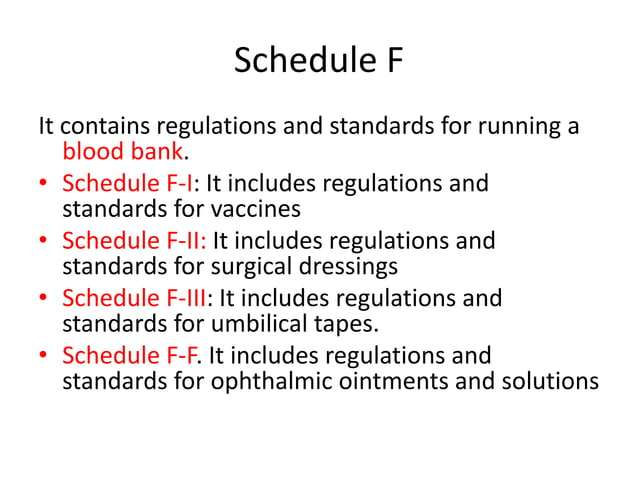 Schedule F
It contains regulations and standards for running a
blood bank.
• Schedule F-I: It includes regulations and
standards for vaccines
• Schedule F-II: It includes regulations and
standards for surgical dressings
• Schedule F-III: It includes regulations and
standards for umbilical tapes.
• Schedule F-F. It includes regulations and
standards for ophthalmic ointments and solutions